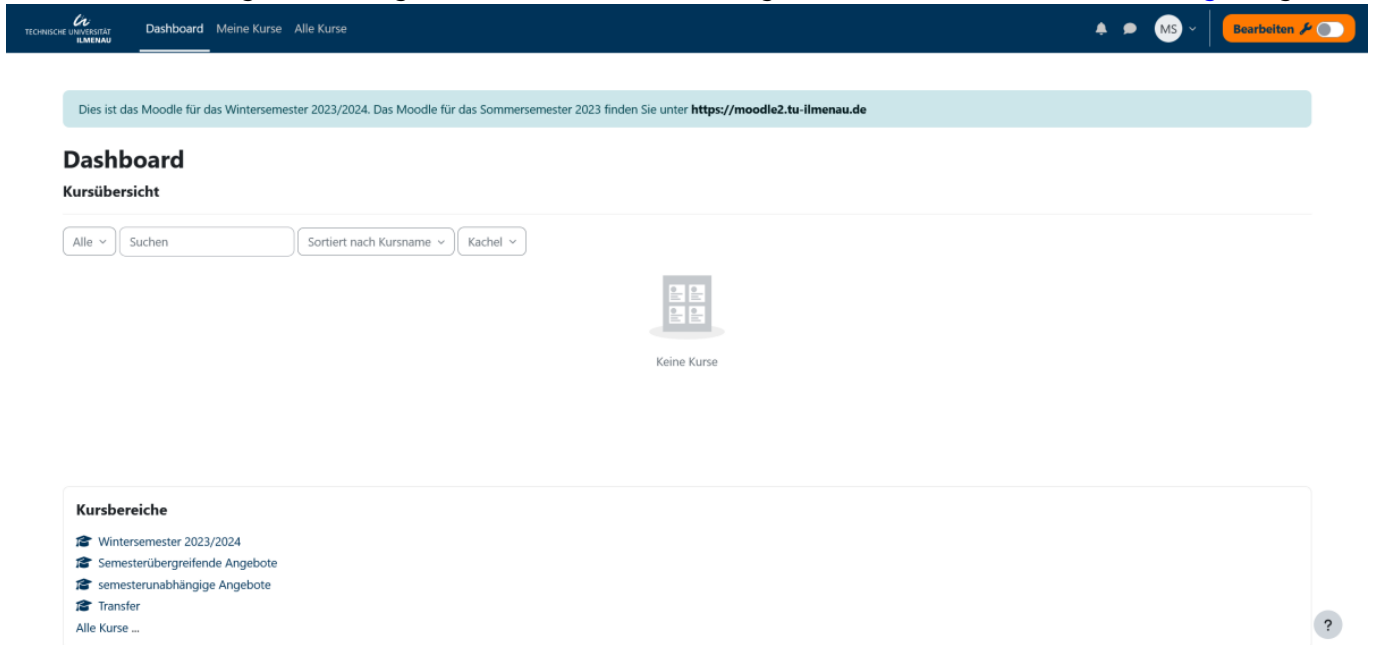 TECHNISCHE UNIVERSITÄT
ILMENAU
Dashboard Meine Kurse Alle Kurse
MS
Bearbeiten
Dies ist das Moodle für das Wintersemester 2023/2024. Das Moodle für das Sommersemester 2023 finden Sie unter https://moodle2.tu-ilmenau.de
Dashboard
Kursübersicht
Alle Suchen Sortiert nach Kursname Kachel
Keine Kurse
Kursbereiche
Wintersemester 2023/2024
Semesterübergreifende Angebote
semesterunabhängige Angebote
Transfer
Alle Kurse ...
?